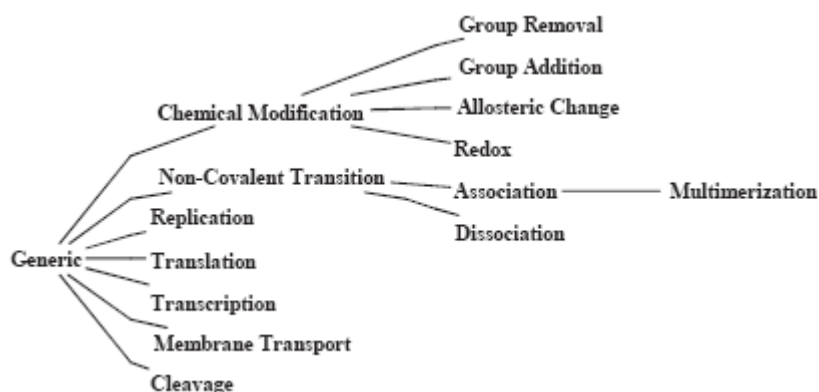 Group Removal
Group Addition
Chemical Modification
Allosteric Change
Redox
Non-Covalent Transition
Association
Multimerization
Replication
Dissociation
Generic
Translation
Transcription
Membrane Transport
Cleavage